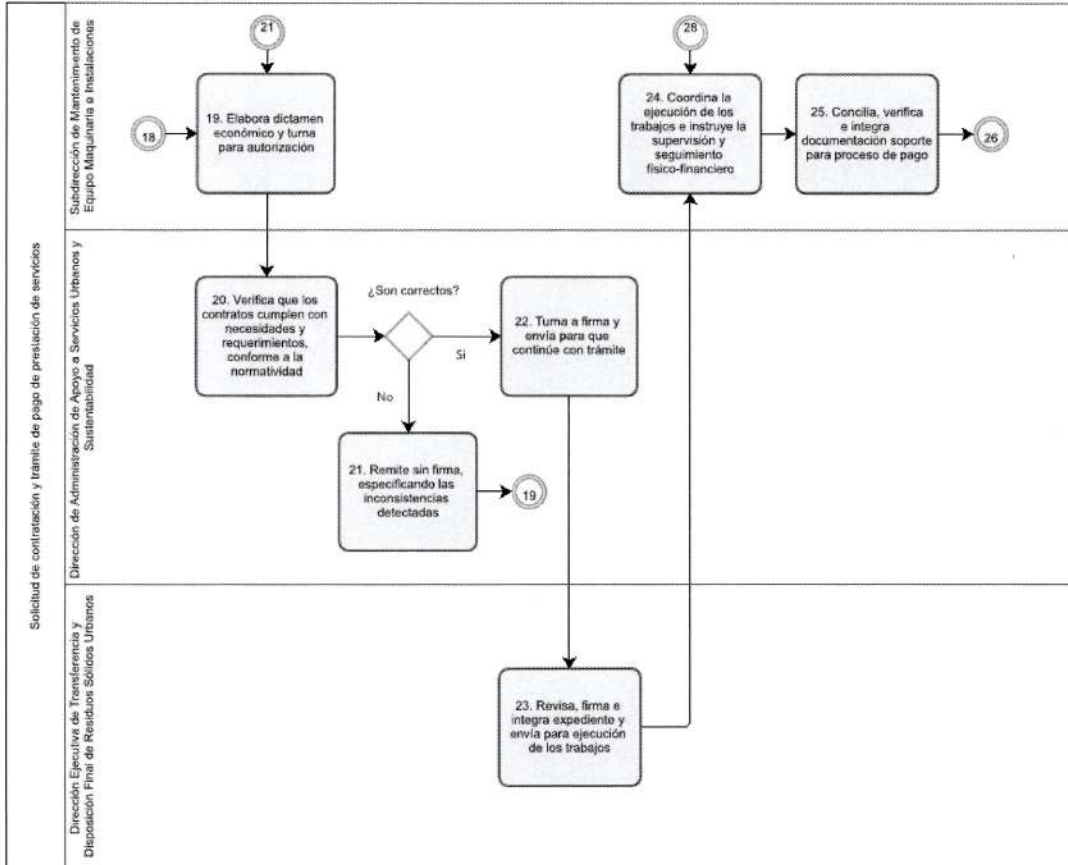 Solicitud de contratación y trámite de pago de prestación de servicios
Subdirección de Mantenimiento de
Equipo Maquinaria e Instalaciones
21
18
19. Elabora dictamen
económico y turna
para autorización
28
24. Coordina la
ejecución de los
trabajos e instruye la
supervisión y
seguimiento
físico-financiero
25. Concilia, verifica
e integra
documentación soporte
para proceso de pago
26
Dirección de Administración de Apoyo a Servicios Urbanos y
Sustentabilidad
20. Verifica que los
contratos cumplen con
necesidades y
requerimientos,
conforme a la
normatividad
¿Son correctos?
Si
No
22. Turna a firma y
envía para que
continúe con trámite
21. Remite sin firma,
especificando las
inconsistencias
detectadas
19
Dirección Ejecutiva de Transferencia y
Disposición Final de Residuos Sólidos Urbanos
23. Revisa, firma e
integra expediente y
envía para ejecución
de los trabajos